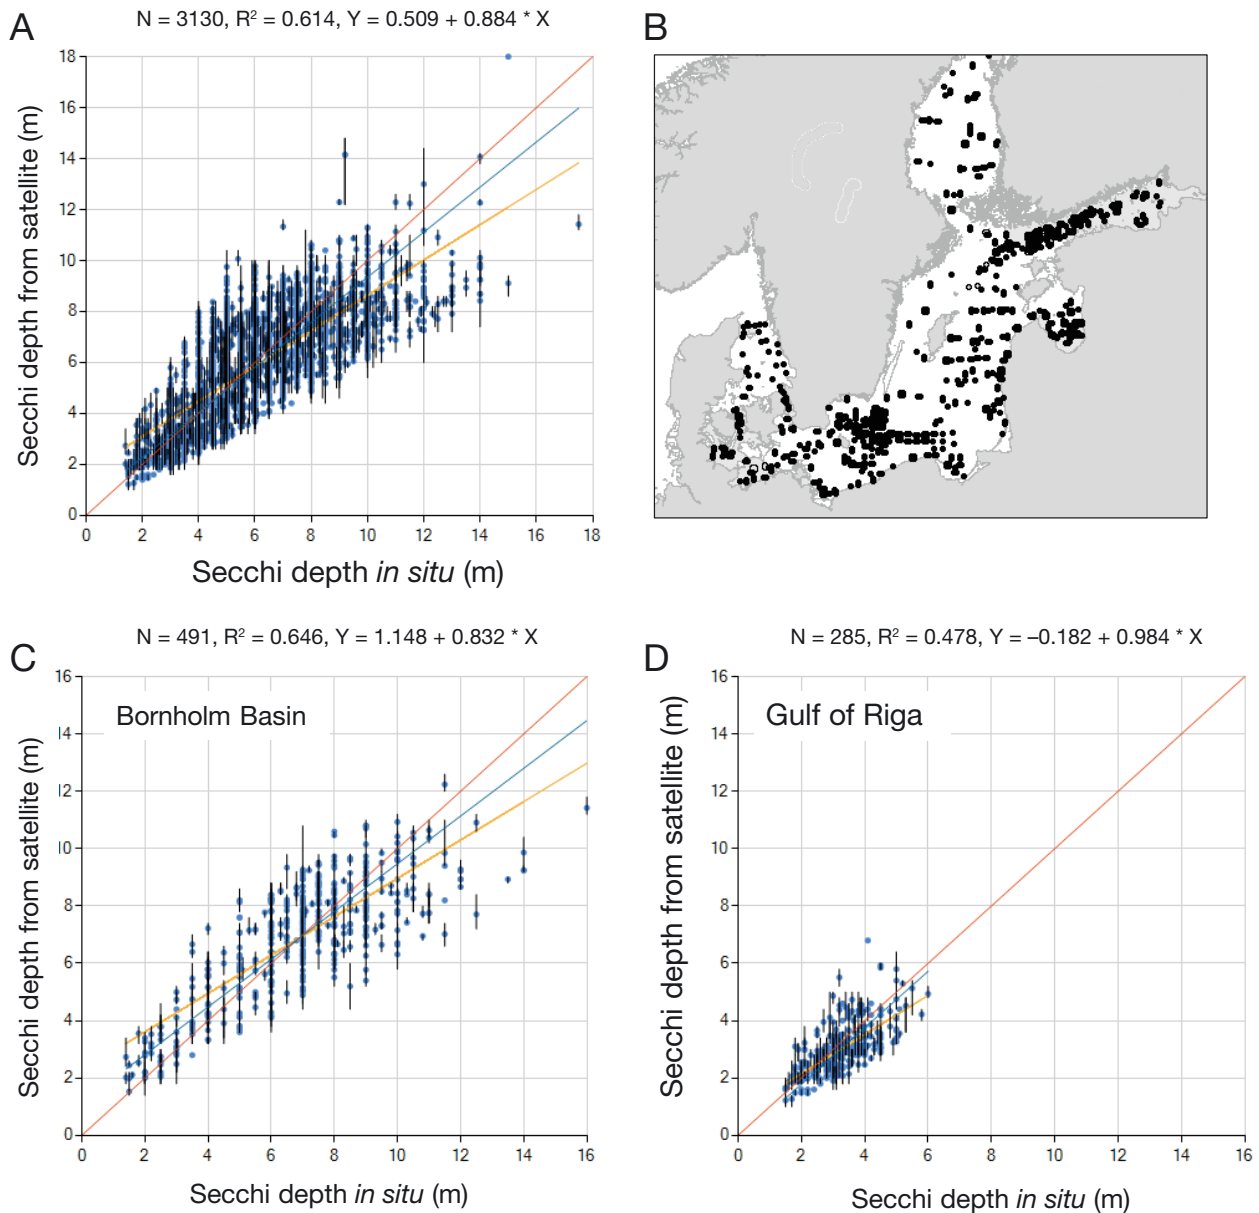 A
N = 3130, R² = 0.614, Y = 0.509 + 0.884 * X
18
16
14
12
10
8
6
4
2
0
Secchi depth from satellite (m)
0 2 4 6 8 10 12 14 16 18
Secchi depth in situ (m)
B
C
N = 491, R² = 0.646, Y = 1.148 + 0.832 * X
Bornholm Basin
16
14
12
10
8
6
4
2
0
Secchi depth from satellite (m)
0 2 4 6 8 10 12 14 16
Secchi depth in situ (m)
D
N = 285, R² = 0.478, Y = –0.182 + 0.984 * X
Gulf of Riga
16
14
12
10
8
6
4
2
0
Secchi depth from satellite (m)
0 2 4 6 8 10 12 14 16
Secchi depth in situ (m)